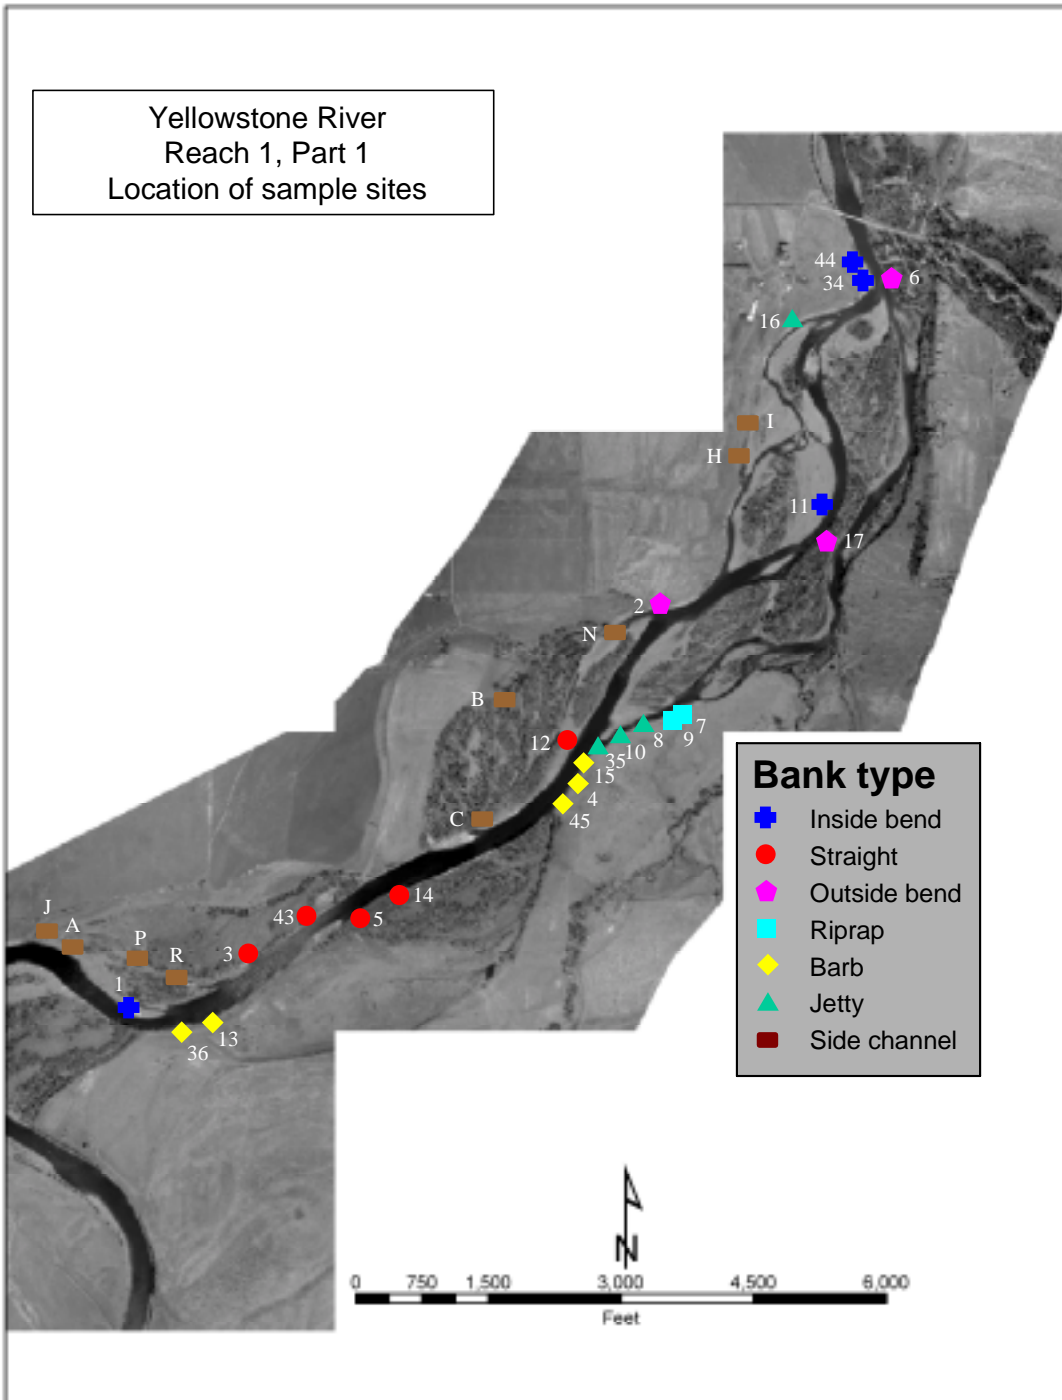 Yellowstone River
Reach 1, Part 1
Location of sample sites
44
34
6
16
I
H
11
17
2
N
B
12
7
9
8
10
35
15
4
45
C
14
43
5
3
J
A
P
R
1
13
36
Bank type
Inside bend
Straight
Outside bend
Riprap
Barb
Jetty
Side channel
N
0 750 1,500 3,000 4,500 6,000
Feet